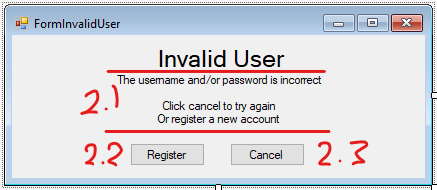 FormInvalidUser
Invalid User
The username and/or password is incorrect
2.1
Click cancel to try again
Or register a new account
2.2 Register Cancel 2.3